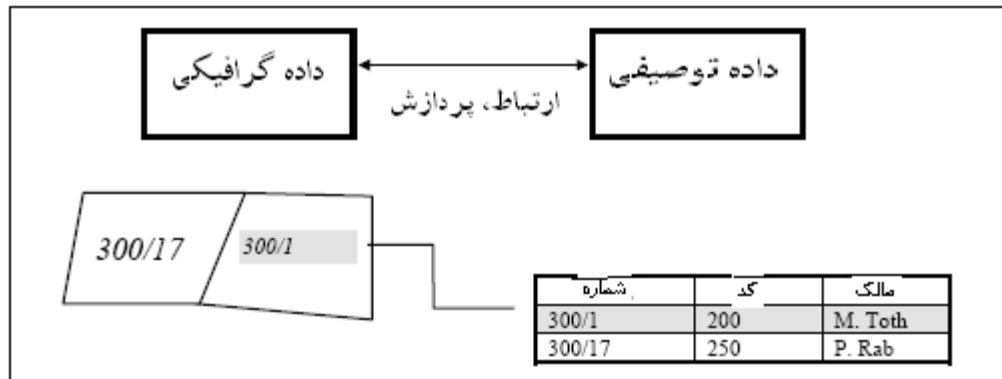 داده توصیفی
داده گرافیکی
ارتباط، پردازش
300/17
300/1
شماره کد مالک
300/1 200 M. Toth
300/17 250 P. Rab